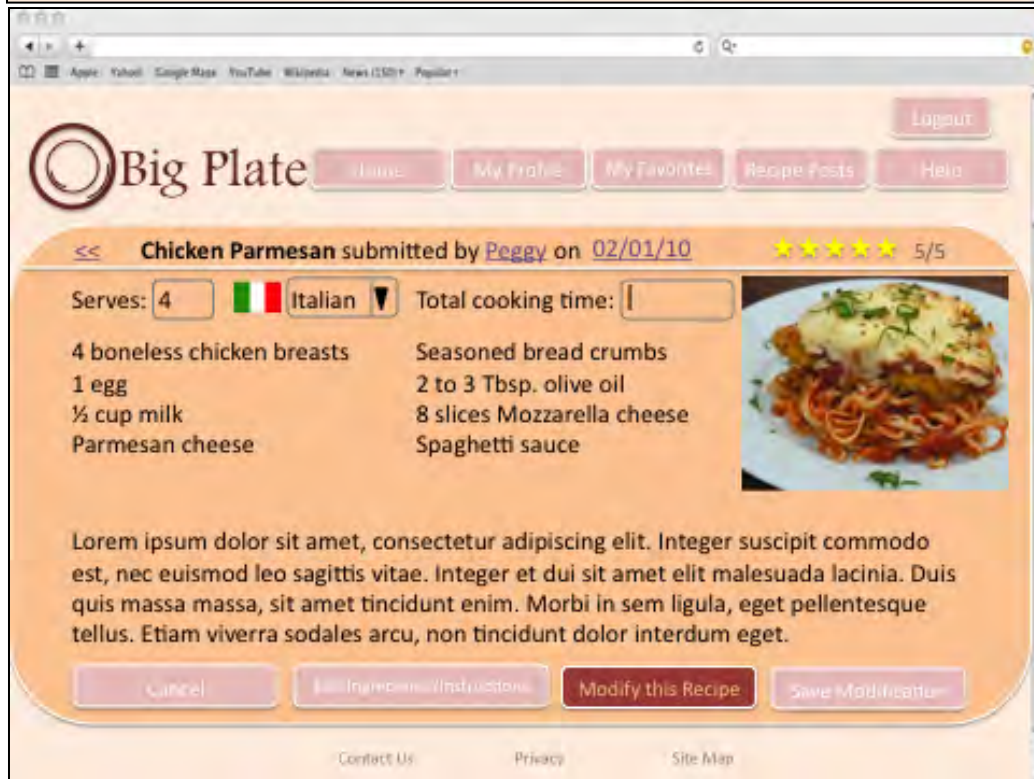 Apple Yahoo! Google Maps YouTube Wikipedia News (150) Popular
Logout
Big Plate
Home My Profile My Favorites Recipe Posts Help
<< Chicken Parmesan submitted by Peggy on 02/01/10 5/5
Serves: 4 Italian Total cooking time:
4 boneless chicken breasts Seasoned bread crumbs
1 egg 2 to 3 Tbsp. olive oil
½ cup milk 8 slices Mozzarella cheese
Parmesan cheese Spaghetti sauce
Lorem ipsum dolor sit amet, consectetur adipiscing elit. Integer suscipit commodo
est, nec euismod leo sagittis vitae. Integer et dui sit amet elit malesuada lacinia. Duis
quis massa massa, sit amet tincidunt enim. Morbi in sem ligula, eget pellentesque
tellus. Etiam viverra sodales arcu, non tincidunt dolor interdum eget.
Cancel Edit Ingredients/Instructions Modify this Recipe Save Modification
Contact Us Privacy Site Map